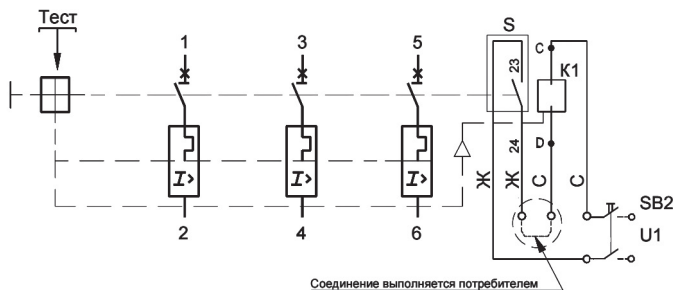 Тест
1
3
5
S
23
C
K1
I>
I>
I>
24
D
Ж
Ж
C
C
2
4
6
SB2
U1
Соединение выполняется потребителем